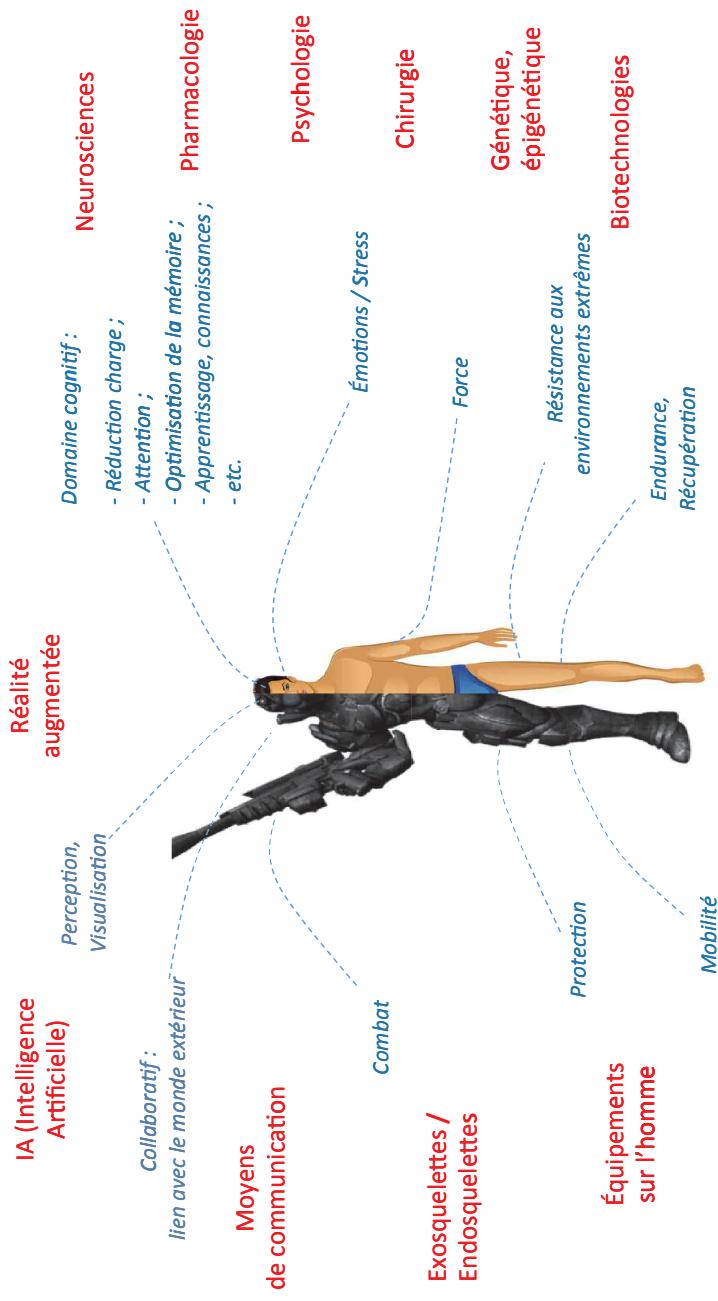 IA (Intelligence
Artificielle)
Réalité
augmentée
Neurosciences
Perception,
Visualisation
Domaine cognitif :
- Réduction charge ;
- Attention ;
- Optimisation de la mémoire ;
- Apprentissage, connaissances ;
- etc.
Collaboratif :
lien avec le monde extérieur
Pharmacologie
Moyens
de communication
Psychologie
Émotions / Stress
Combat
Chirurgie
Force
Exosquelettes /
Endosquelettes
Génétique,
épigénétique
Résistance aux
environnements extrêmes
Protection
Équipements
sur l'homme
Biotechnologies
Endurance,
Récupération
Mobilité